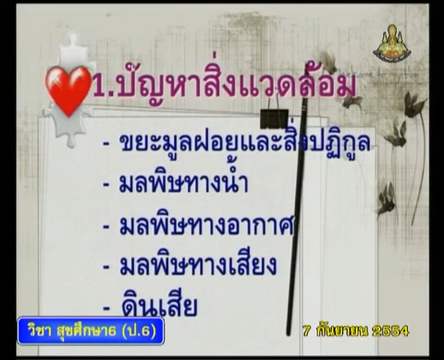 1.ปัญหาสิ่งแวดล้อม
- ขยะมูลฝอยและสิ่งปฏิกูล
- มลพิษทางน้ำ
- มลพิษทางอากาศ
- มลพิษทางเสียง
- ดินเสีย
วิชา สุขศึกษา6 (ป.6)
7 กันยายน 2554